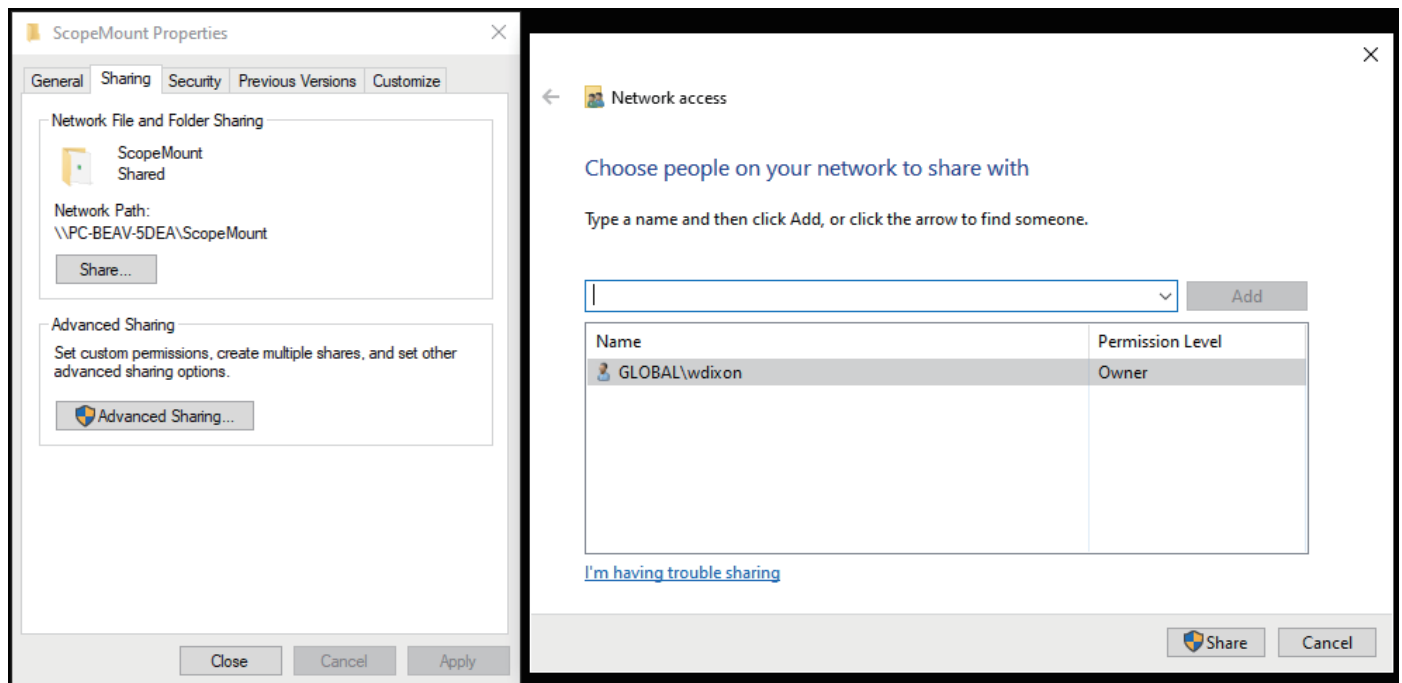 ScopeMount Properties
General Sharing Security Previous Versions Customize
Network File and Folder Sharing
ScopeMount
Shared
Network Path:
\\PC-BEAV-5DEA\ScopeMount
Share...
Advanced Sharing
Set custom permissions, create multiple shares, and set other
advanced sharing options.
Advanced Sharing...
Close Cancel Apply
Network access
Choose people on your network to share with
Type a name and then click Add, or click the arrow to find someone.
Add
Name Permission Level
GLOBAL\wdixon Owner
I'm having trouble sharing
Share Cancel